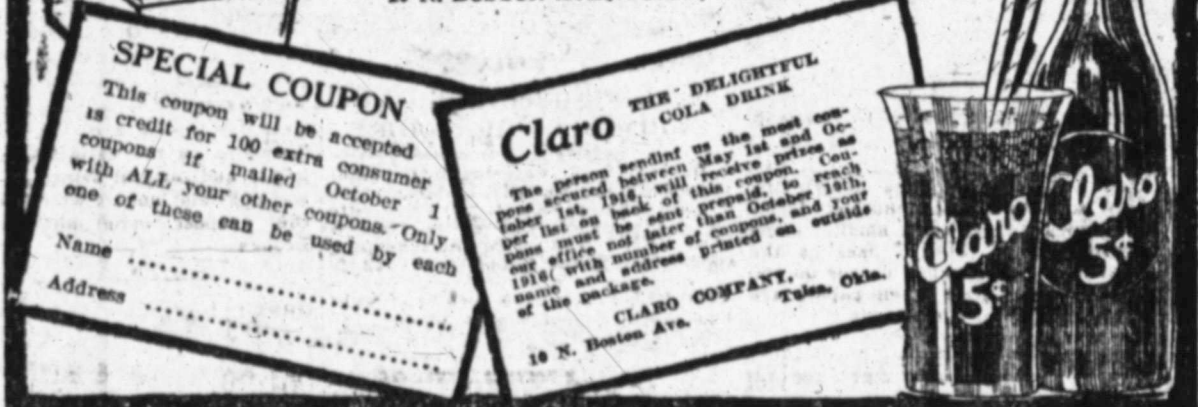 SPECIAL COUPON
This coupon will be accepted
is credit for 100 extra consumer
coupons if mailed October 1
with ALL your other coupons. Only
one of these can be used by each
Name
Address
THE DELIGHTFUL
COLA DRINK
Claro
The person sendinf us the most cou-
pons secured between May 1st and Oc-
tober 1st, 1916, will receive prizes as
per list on back of this coupon. Cou-
pons must be sent prepaid, to reach
our office not later than October 10th,
1916( with number of coupons, and your
name and address printed on outside
of the package.
CLARO COMPANY,
10 N. Boston Ave. Tulsa, Okla.
Claro
5¢
Claro
5¢